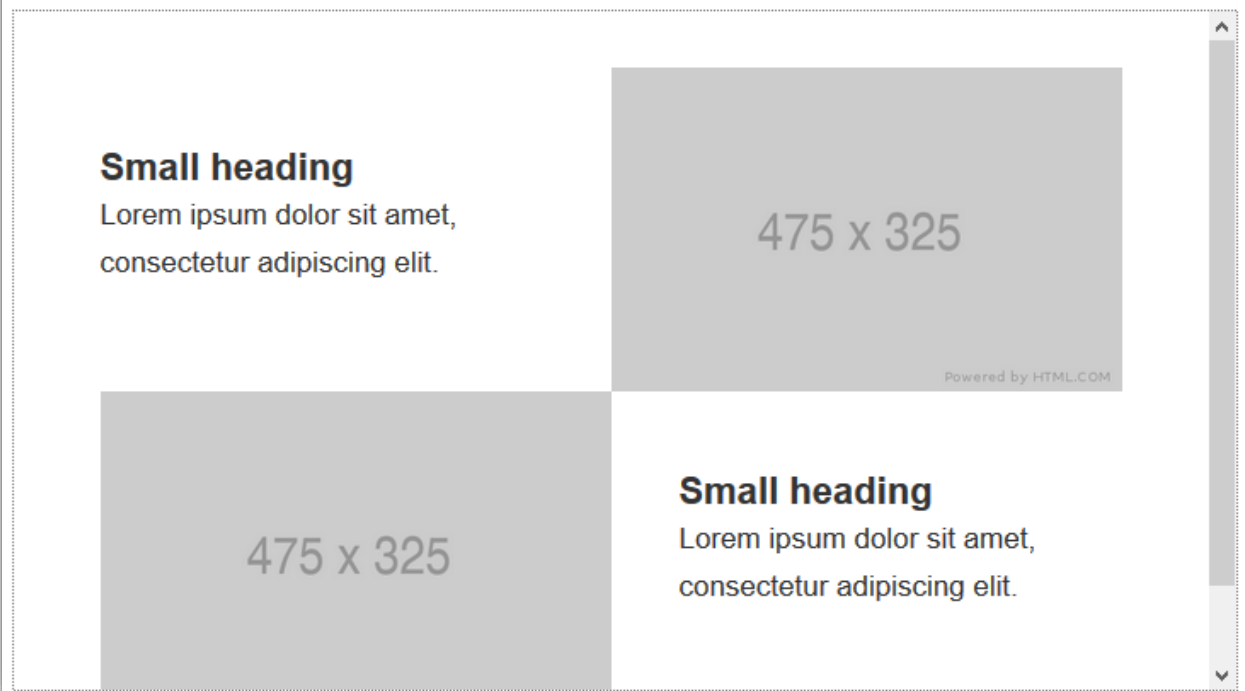 Small heading
Lorem ipsum dolor sit amet,
consectetur adipiscing elit.
475 x 325
Powered by HTML.COM
475 x 325
Small heading
Lorem ipsum dolor sit amet,
consectetur adipiscing elit.